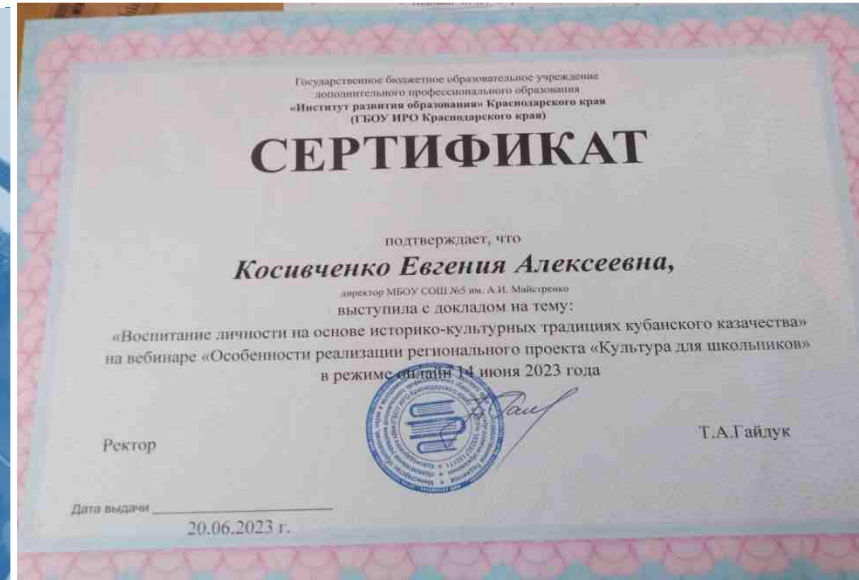 Государственное бюджетное образовательное учреждение
дополнительного профессионального образования
«Институт развития образования» Краснодарского края
(ГБОУ ИРО Краснодарского края)
СЕРТИФИКАТ
подтверждает, что
Косивченко Евгения Алексеевна,
директор МБОУ СОШ №5 им. А.И. Майстренко
выступила с докладом на тему:
«Воспитание личности на основе историко-культурных традициях кубанского казачества»
на вебинаре «Особенности реализации регионального проекта «Культура для школьников»
в режиме онлайн 14 июня 2023 года
Ректор
Т.А.Гайдук
Дата выдачи
20.06.2023 г.